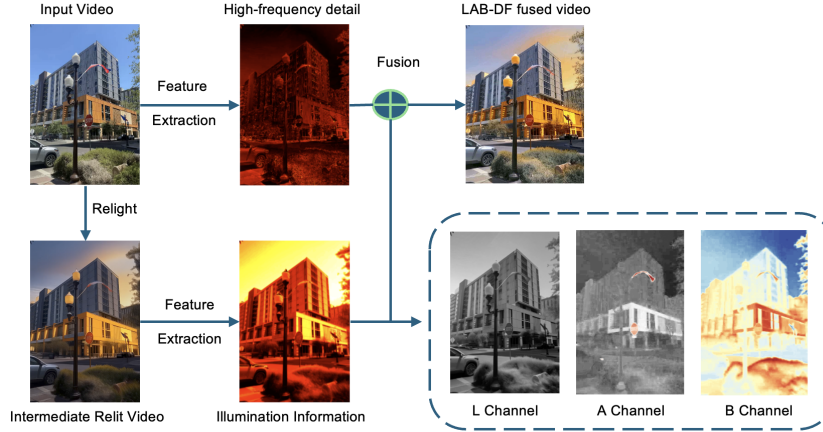 Input Video
High-frequency detail
LAB-DF fused video
Feature
Extraction
Fusion
Relight
Feature
Extraction
Intermediate Relit Video
Illumination Information
L Channel
A Channel
B Channel